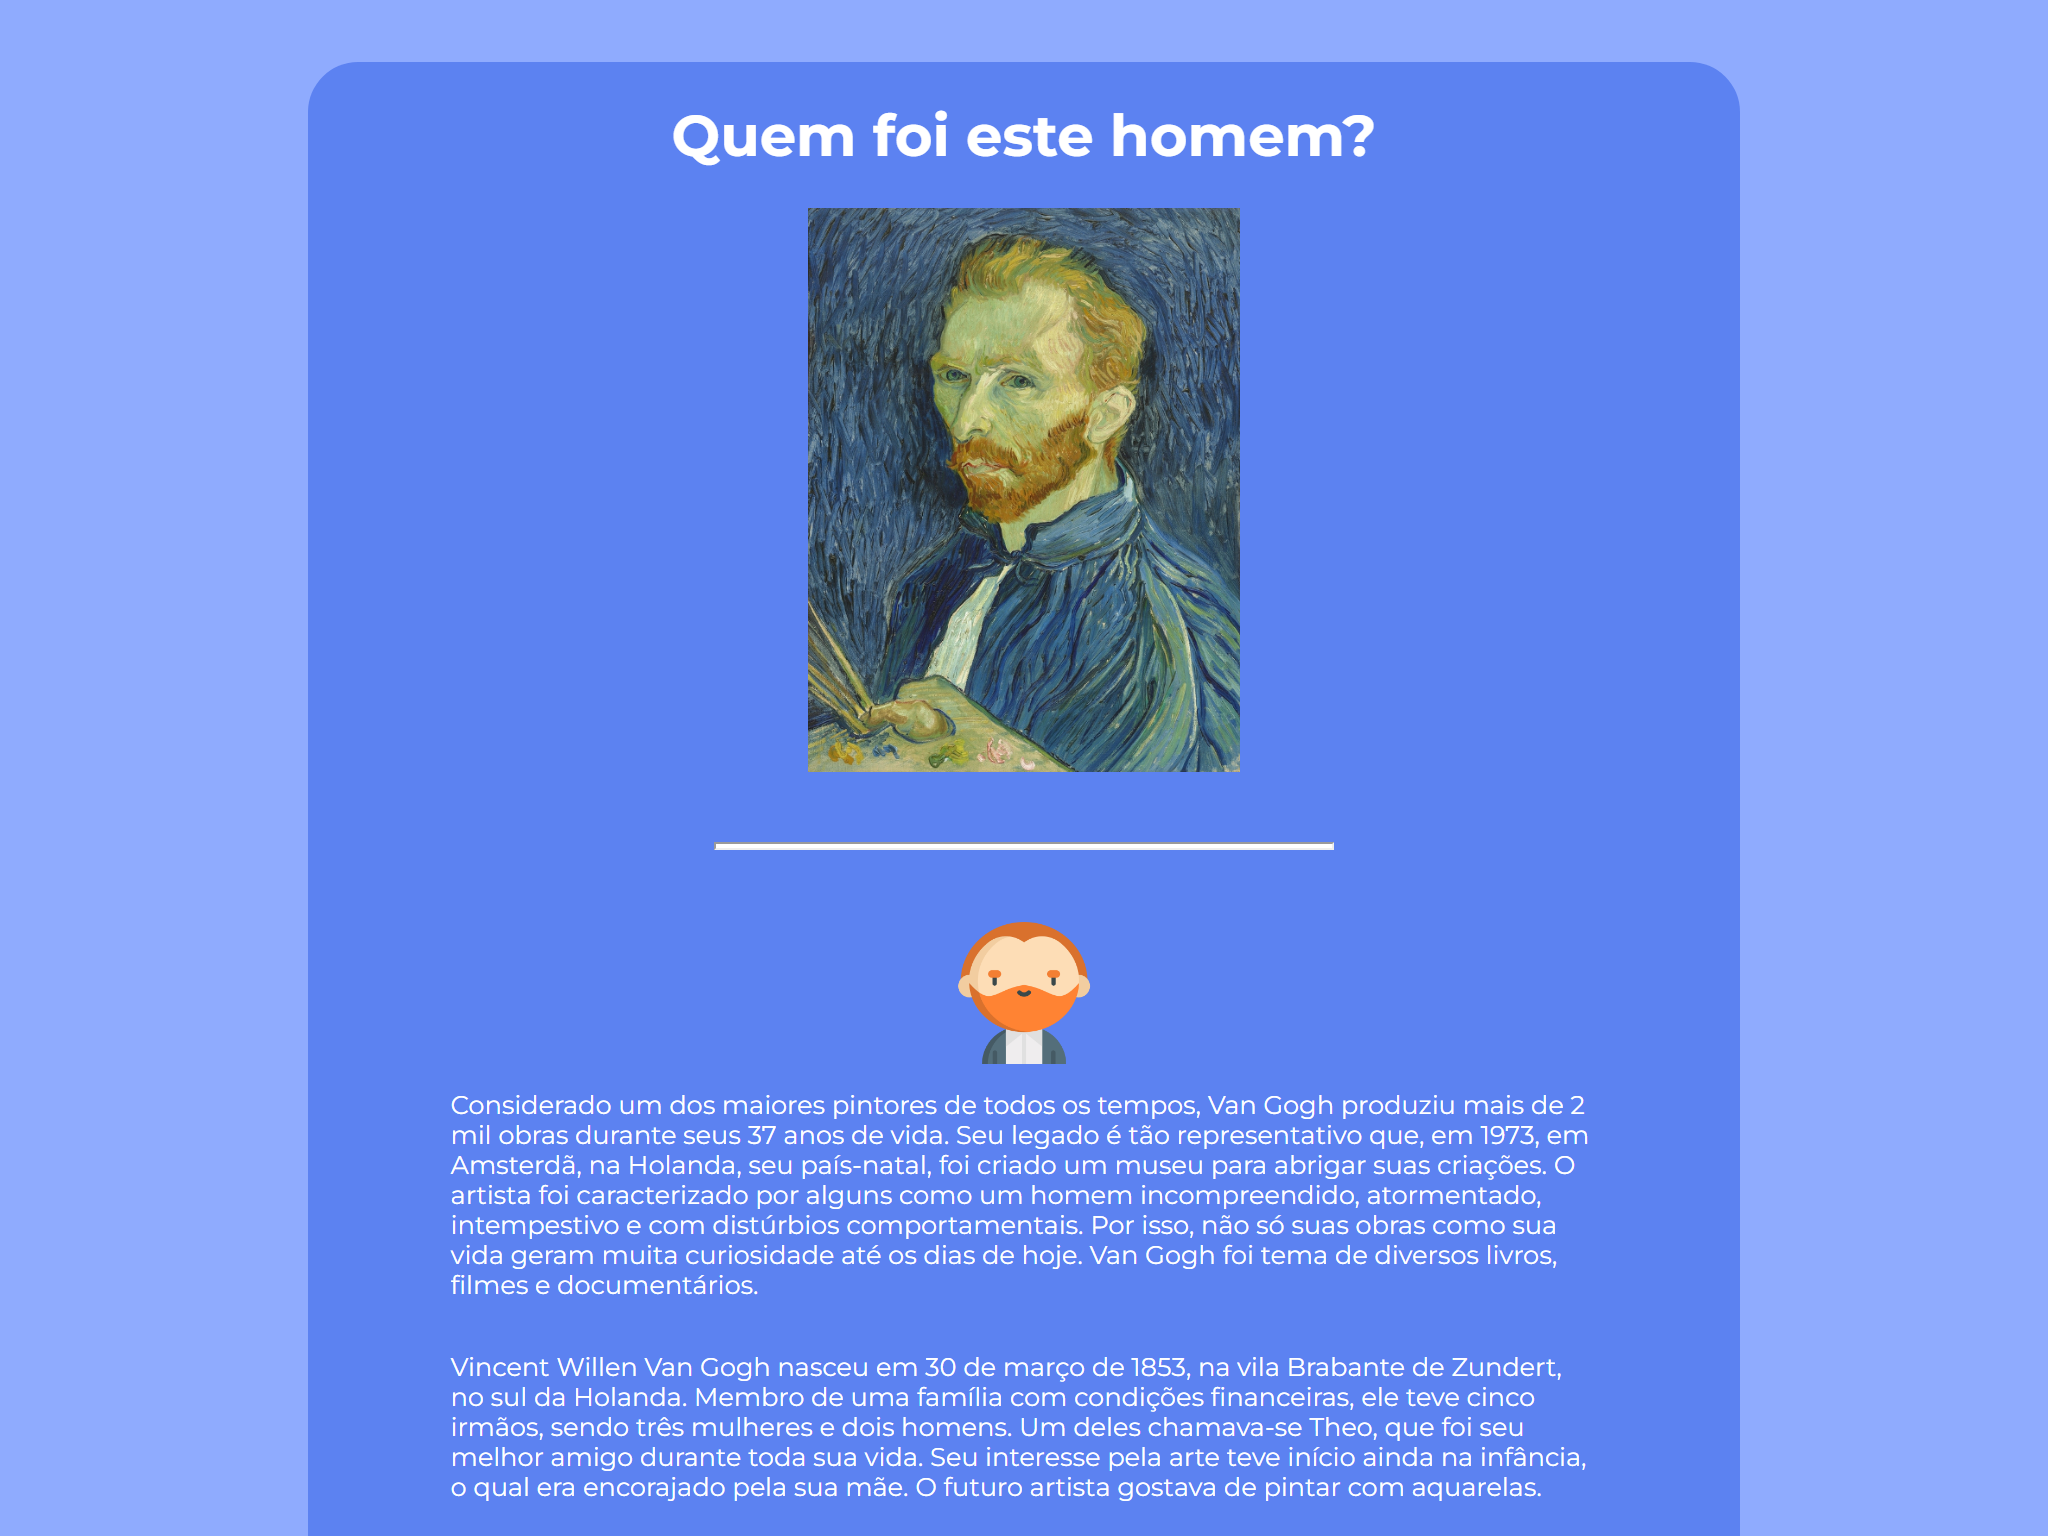 Quem foi este homem?
Considerado um dos maiores pintores de todos os tempos, Van Gogh produziu mais de 2
mil obras durante seus 37 anos de vida. Seu legado é tão representativo que, em 1973, em
Amsterdã, na Holanda, seu país-natal, foi criado um museu para abrigar suas criações. O
artista foi caracterizado por alguns como um homem incompreendido, atormentado,
intempestivo e com distúrbios comportamentais. Por isso, não só suas obras como sua
vida geram muita curiosidade até os dias de hoje. Van Gogh foi tema de diversos livros,
filmes e documentários.
Vincent Willen Van Gogh nasceu em 30 de março de 1853, na vila Brabante de Zundert,
no sul da Holanda. Membro de uma família com condições financeiras, ele teve cinco
irmãos, sendo três mulheres e dois homens. Um deles chamava-se Theo, que foi seu
melhor amigo durante toda sua vida. Seu interesse pela arte teve início ainda na infância,
o qual era encorajado pela sua mãe. O futuro artista gostava de pintar com aquarelas.